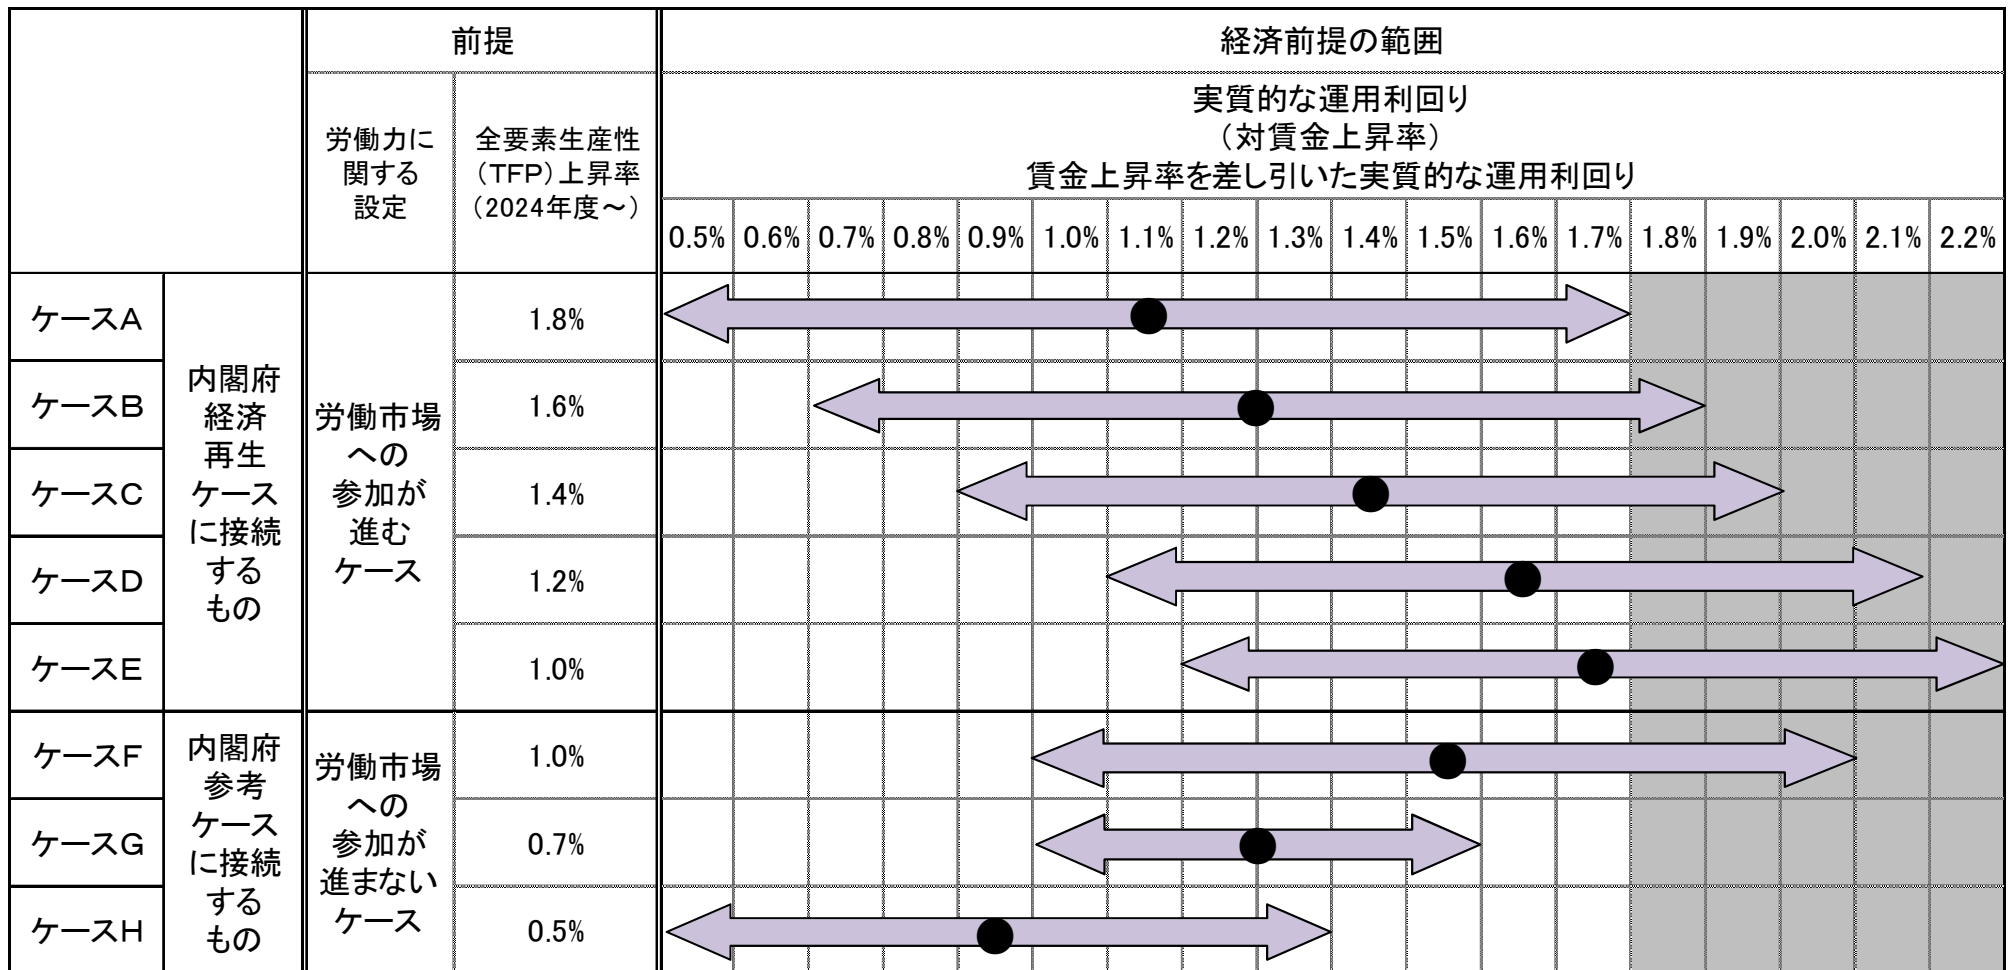 前提
経済前提の範囲
労働力に
関する
設定
全要素生産性
（TFP）上昇率
（2024年度～）
実質的な運用利回り
（対賃金上昇率）
賃金上昇率を差し引いた実質的な運用利回り
0.5% 0.6% 0.7% 0.8% 0.9% 1.0% 1.1% 1.2% 1.3% 1.4% 1.5% 1.6% 1.7% 1.8% 1.9% 2.0% 2.1% 2.2%
ケースA
ケースB
ケースC
ケースD
ケースE
内閣府
経済
再生
ケース
に接続
する
もの
労働市場
への
参加が
進む
ケース
1.8%
1.6%
1.4%
1.2%
1.0%
ケースF
ケースG
ケースH
内閣府
参考
ケース
に接続
する
もの
労働市場
への
参加が
進まない
ケース
1.0%
0.7%
0.5%